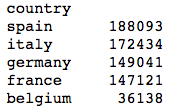 country
spain 188093
italy 172434
germany 149041
france 147121
belgium 36138